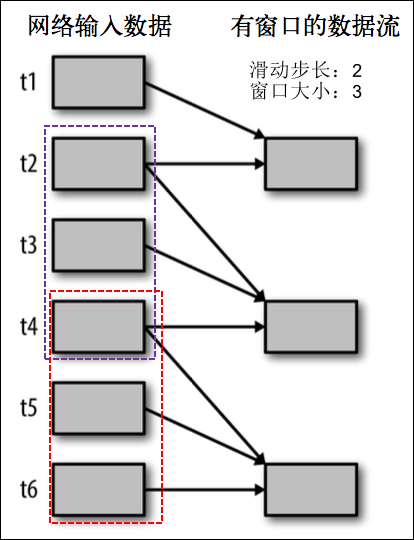 网络输入数据
有窗口的数据流
滑动步长：2
窗口大小：3
t1
t2
t3
t4
t5
t6